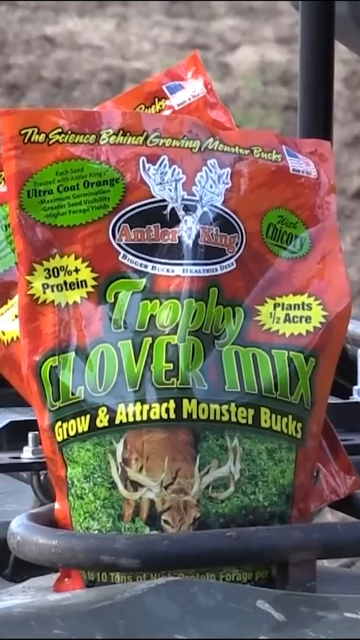 The Science Behind Growing Monster Bucks
Each Seed
Treated with Antler King's
Ultra Coat Orange
•Maximum Germination
•Greater Seed Visibility
•Higher Forage Yields
Antler King
BIGGER BUCKS HEALTHIER DEER
With
Chicory
30%+
Protein
Plants
1/2 Acre
Trophy
CLOVER MIX
Grow & Attract Monster Bucks
to 10 Tons of High Protein Forage per
Bucks